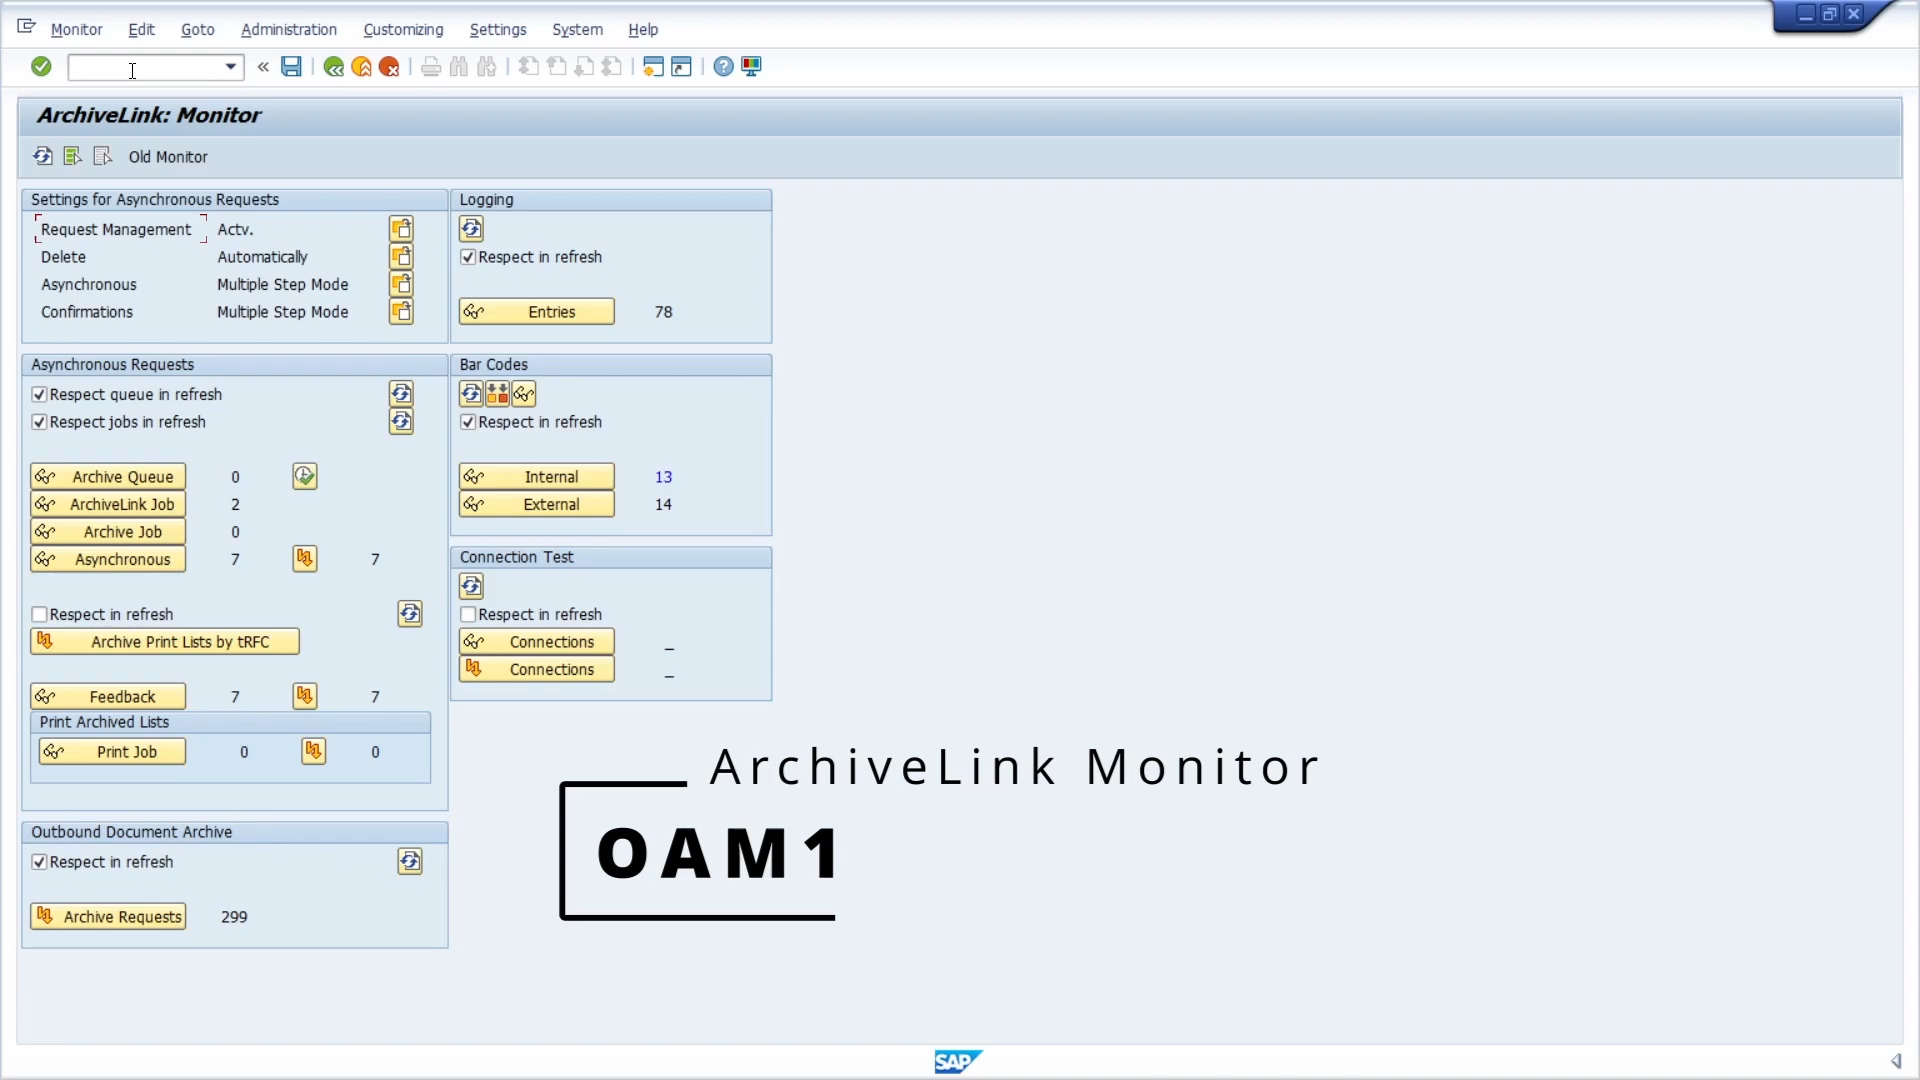 Monitor Edit Goto Administration Customizing Settings System Help
ArchiveLink: Monitor
Old Monitor
Settings for Asynchronous Requests
Request Management Actv.
Delete Automatically
Asynchronous Multiple Step Mode
Confirmations Multiple Step Mode
Logging
Respect in refresh
Entries 78
Asynchronous Requests
Respect queue in refresh
Respect jobs in refresh
Archive Queue 0
ArchiveLink Job 2
Archive Job 0
Asynchronous 7 7
Respect in refresh
Archive Print Lists by tRFC
Feedback 7 7
Print Archived Lists
Print Job 0 0
Bar Codes
Respect in refresh
Internal 13
External 14
Connection Test
Respect in refresh
Connections _
Connections _
Outbound Document Archive
Respect in refresh
Archive Requests 299
ArchiveLink Monitor
OAM1
SAP